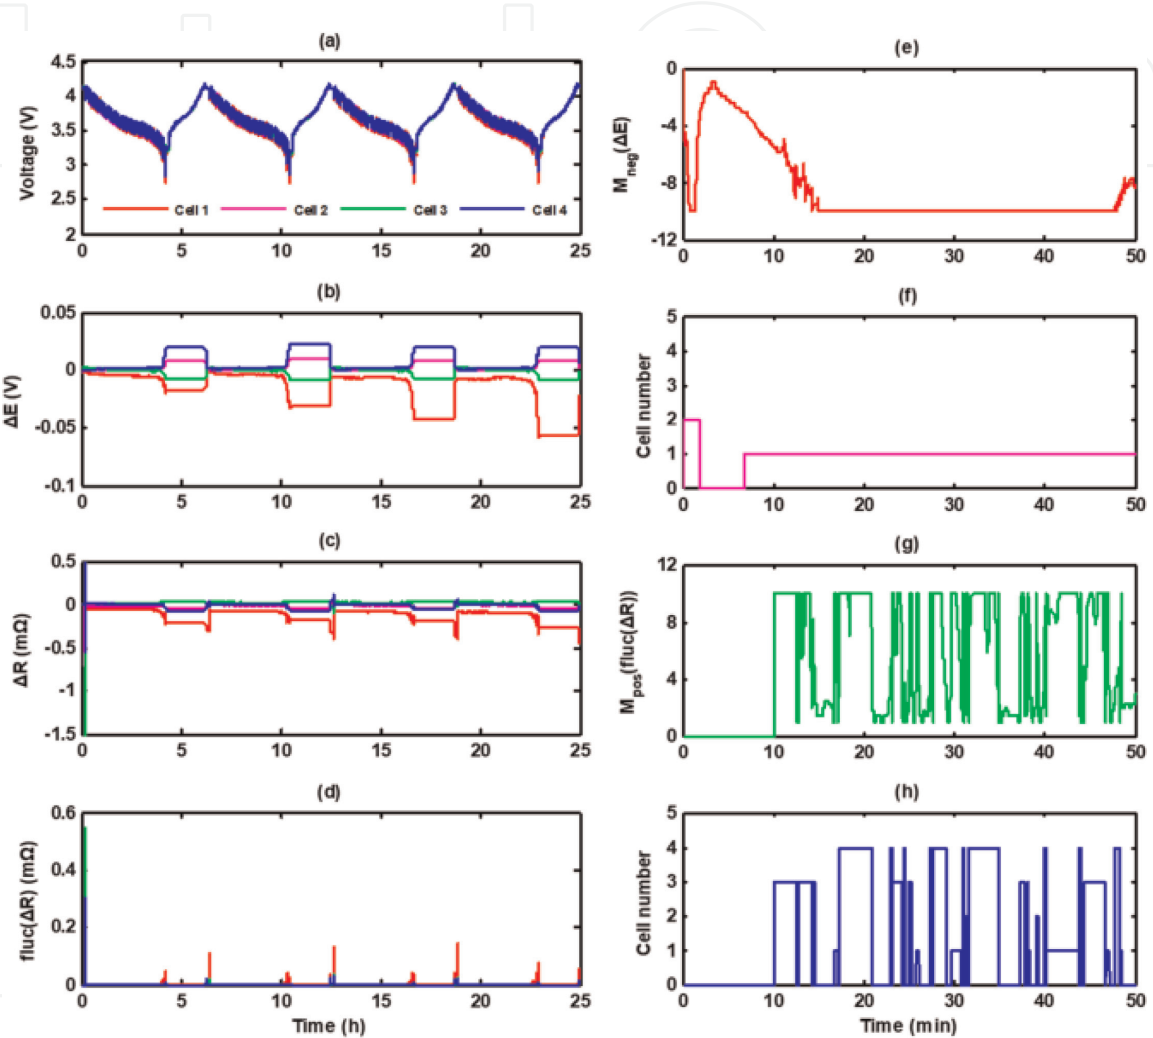 (a)
4.5
4
3.5
3
2.5
2
Voltage (V)
Cell 1 Cell 2 Cell 3 Cell 4
0 5 10 15 20 25
(b)
0.05
0
-0.05
-0.1
ΔE (V)
0 5 10 15 20 25
(c)
0.5
0
-0.5
-1
-1.5
ΔR (mΩ)
0 5 10 15 20 25
(d)
0.6
0.4
0.2
0
fluc(ΔR) (mΩ)
0 5 10 15 20 25
Time (h)
(e)
0
-4
-8
-12
Mneg(ΔE)
0 10 20 30 40 50
(f)
5
4
3
2
1
0
Cell number
0 10 20 30 40 50
(g)
12
8
4
0
Mpos(fluc(ΔR))
0 10 20 30 40 50
(h)
5
4
3
2
1
0
Cell number
0 10 20 30 40 50
Time (min)